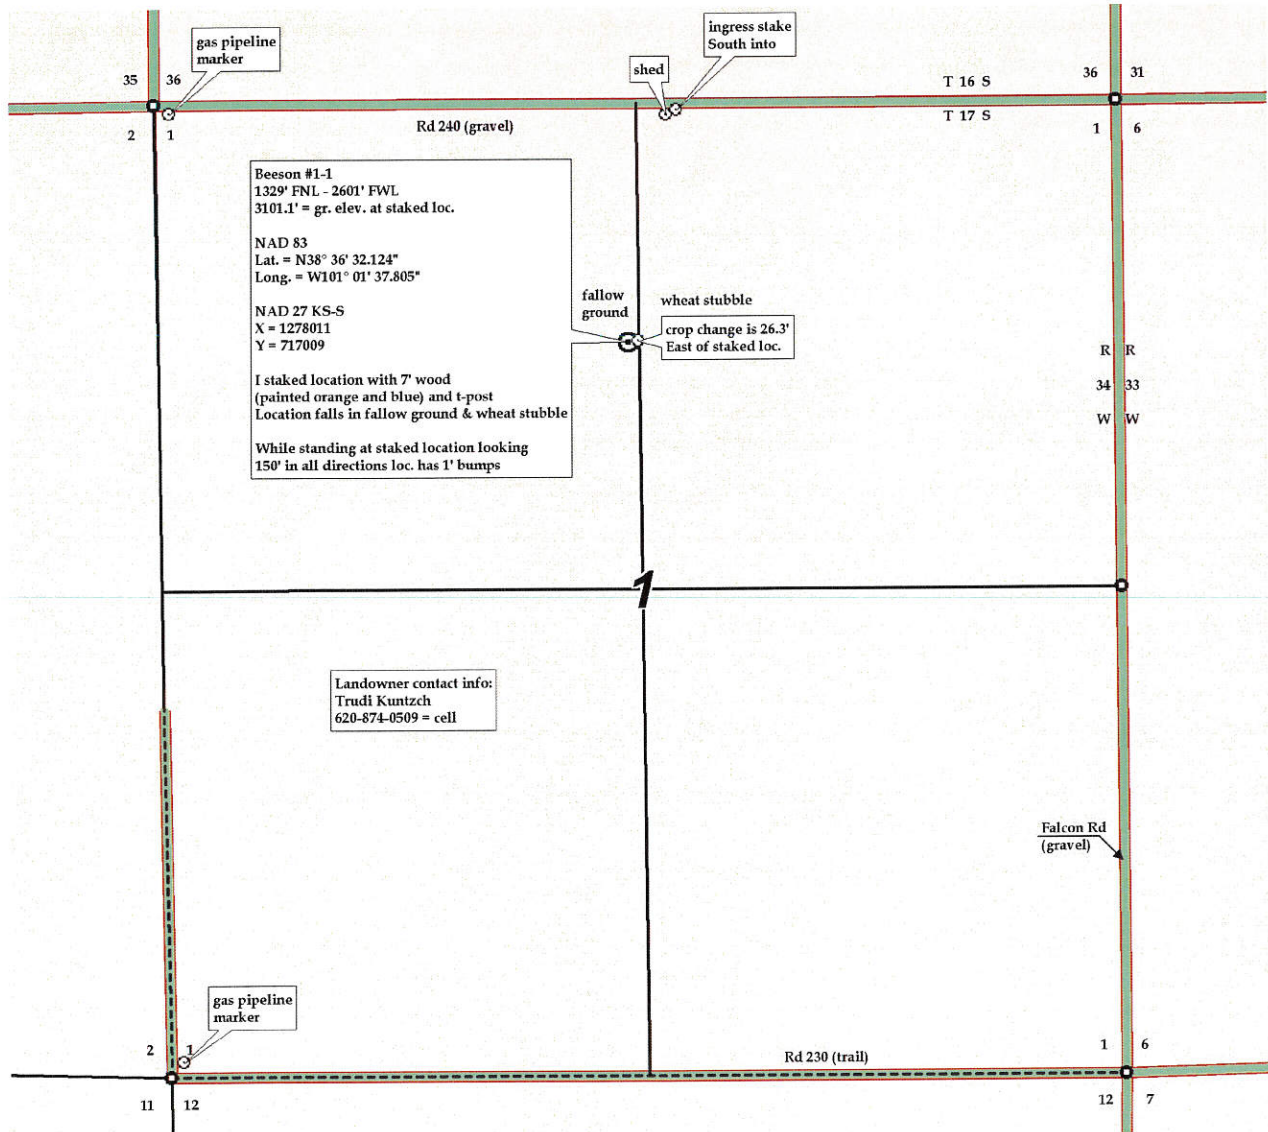 gas pipeline
marker
ingress stake
South into
shed
35 36
36 31
T 16 S
T 17 S
2 1
Rd 240 (gravel)
1 6
Beeson #1-1
1329' FNL - 2601' FWL
3101.1' = gr. elev. at staked loc.
NAD 83
Lat. = N38° 36' 32.124"
Long. = W101° 01' 37.805"
NAD 27 KS-S
X = 1278011
Y = 717009
I staked location with 7' wood
(painted orange and blue) and t-post
Location falls in fallow ground & wheat stubble
While standing at staked location looking
150' in all directions loc. has 1' bumps
fallow
ground
wheat stubble
crop change is 26.3'
East of staked loc.
R R
34 33
W W
1
Landowner contact info:
Trudi Kuntzch
620-874-0509 = cell
Falcon Rd
(gravel)
gas pipeline
marker
2 1
Rd 230 (trail)
1 6
11 12
12 7